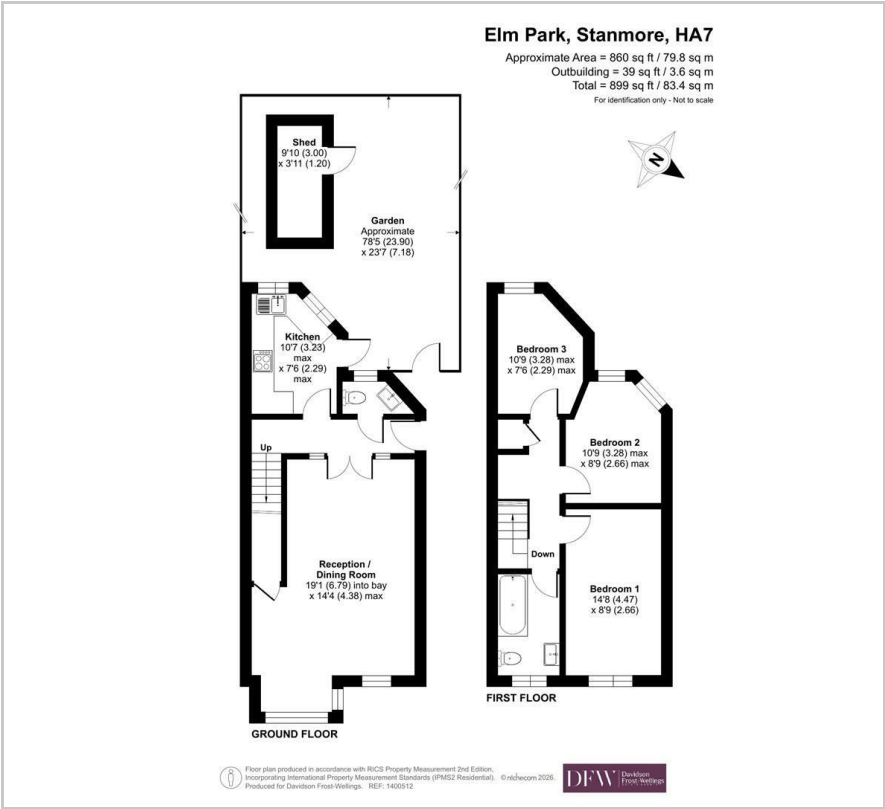 Elm Park, Stanmore, HA7
Approximate Area = 860 sq ft / 79.8 sq m
Outbuilding = 39 sq ft / 3.6 sq m
Total = 899 sq ft / 83.4 sq m
For identification only - Not to scale
N
Shed
9'10 (3.00)
x 3'11 (1.20)
Garden
Approximate
78'5 (23.90)
x 23'7 (7.18)
Kitchen
10'7 (3.23)
max
x 7'6 (2.29)
max
Up
Reception /
Dining Room
19'1 (6.79) into bay
x 14'4 (4.38) max
GROUND FLOOR
Bedroom 3
10'9 (3.28) max
x 7'6 (2.29) max
Bedroom 2
10'9 (3.28) max
x 8'9 (2.66) max
Down
Bedroom 1
14'8 (4.47)
x 8'9 (2.66)
FIRST FLOOR
Floor plan produced in accordance with RICS Property Measurement 2nd Edition,
Incorporating International Property Measurement Standards (IPMS2 Residential). © nichecom 2026.
Produced for Davidson Frost-Wellings. REF: 1400512
DFW
Davidson
Frost-Wellings